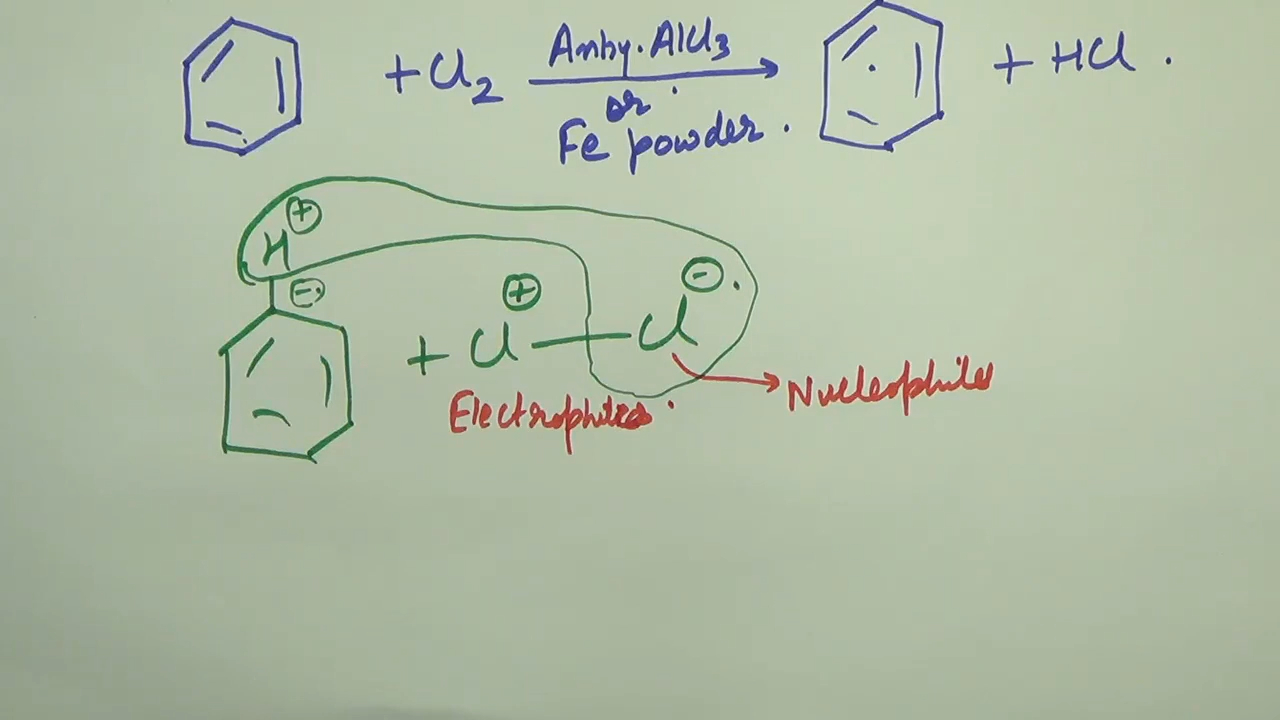 + Cl2 Anhy. AlCl3 + HCl.
or
Fe powder.
H +
- + -.
+ Cl — Cl
Electrophiles. Nucleophiles